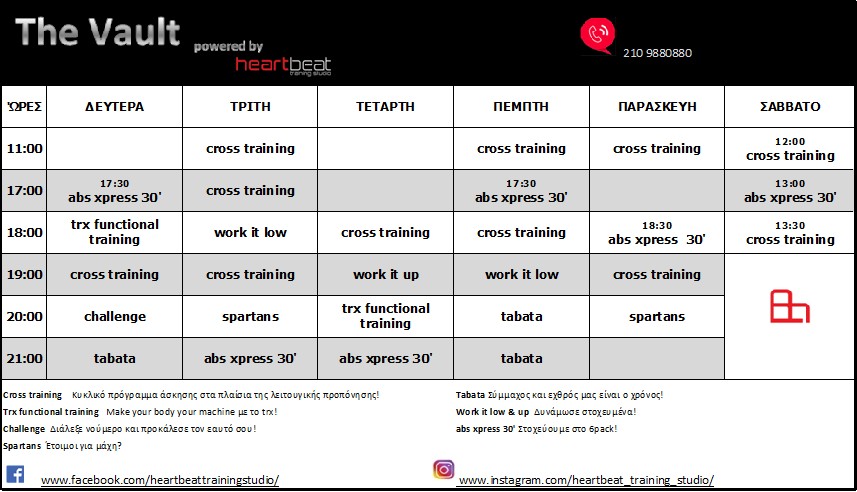 The Vault powered by
heartbeat
training studio
210 9880880
ΏΡΕΣ ΔΕΥΤΕΡΑ ΤΡΙΤΗ ΤΕΤΑΡΤΗ ΠΕΜΠΤΗ ΠΑΡΑΣΚΕΥΗ ΣΑΒΒΑΤΟ
11:00 cross training cross training cross training 12:00 cross training
17:00 17:30 abs xpress 30' cross training 17:30 abs xpress 30' 13:00 abs xpress 30'
18:00 trx functional training work it low cross training cross training 18:30 abs xpress 30' 13:30 cross training
19:00 cross training cross training work it up work it low cross training
20:00 challenge spartans trx functional training tabata spartans
21:00 tabata abs xpress 30' abs xpress 30' tabata
Cross training Κυκλικό πρόγραμμα άσκησης στα πλαίσια της λειτουγικής προπόνησης!
Tabata Σύμμαχος και εχθρός μας είναι ο χρόνος!
Trx functional training Make your body your machine με το trx!
Work it low & up Δυνάμωσε στοχευμένα!
Challenge Διάλεξε νούμερο και προκάλεσε τον εαυτό σου!
abs xpress 30' Στοχεύουμε στο 6pack!
Spartans Έτοιμοι για μάχη?
www.facebook.com/heartbeattrainingstudio/
www.instagram.com/heartbeat_training_studio/